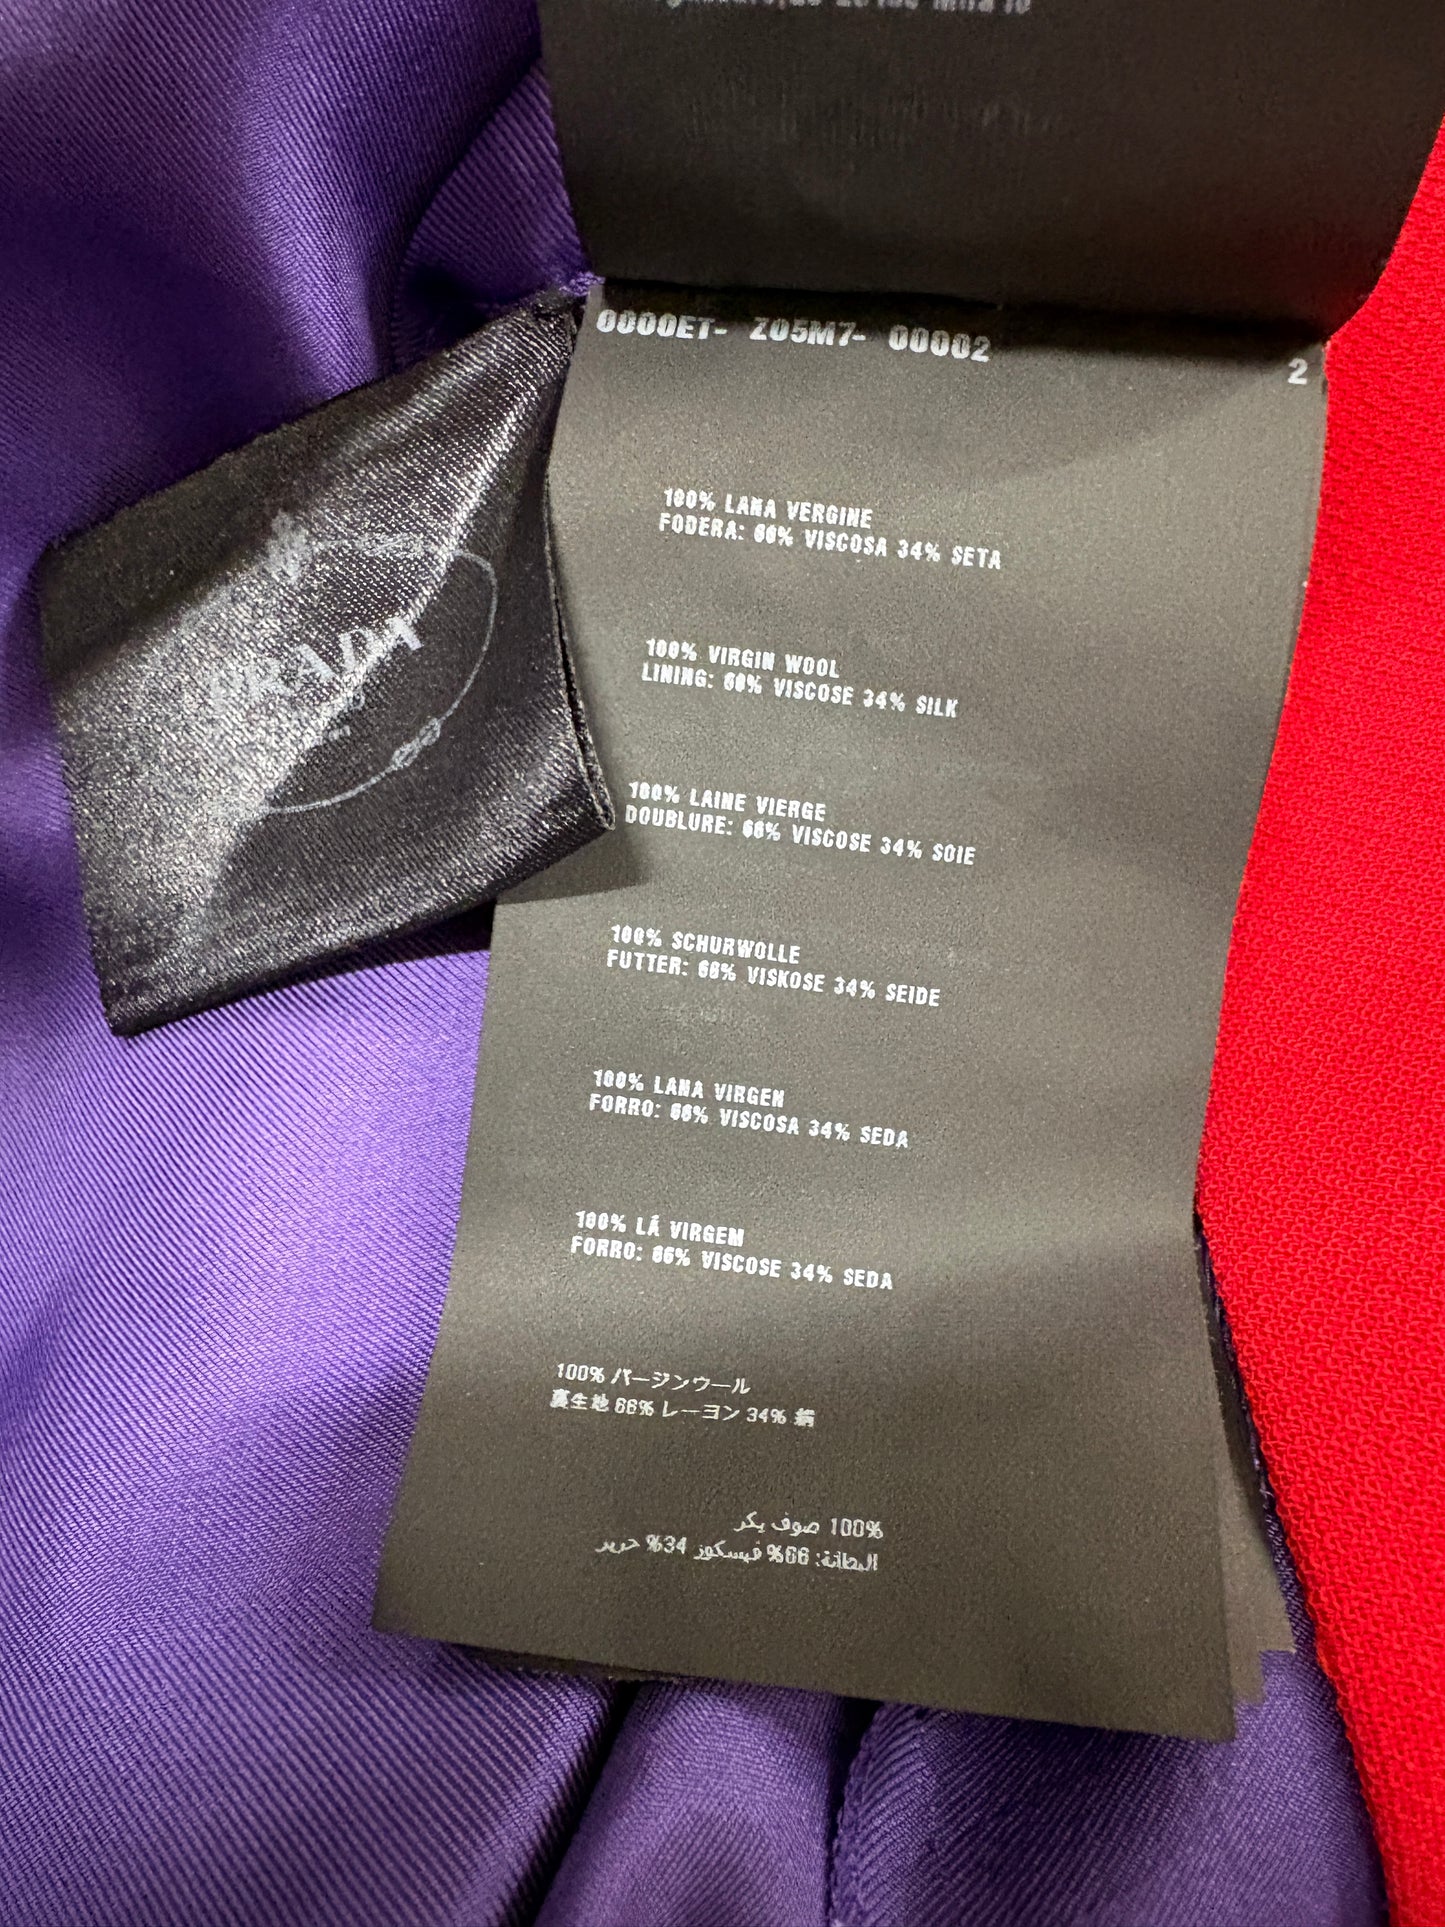 0000ET- Z05M7- 00002
2
100% LANA VERGINE
FODERA: 66% VISCOSA 34% SETA
100% VIRGIN WOOL
LINING: 66% VISCOSE 34% SILK
100% LAINE VIERGE
DOUBLURE: 66% VISCOSE 34% SOIE
100% SCHURWOLLE
FUTTER: 66% VISKOSE 34% SEIDE
100% LANA VIRGEN
FORRO: 66% VISCOSA 34% SEDA
100% LÃ VIRGEM
FORRO: 66% VISCOSE 34% SEDA
100% バージンウール
裏生地 66% レーヨン 34% 絹
100% صوف بكر
البطانة: 66% فيسكوز 34% حرير
PRADA